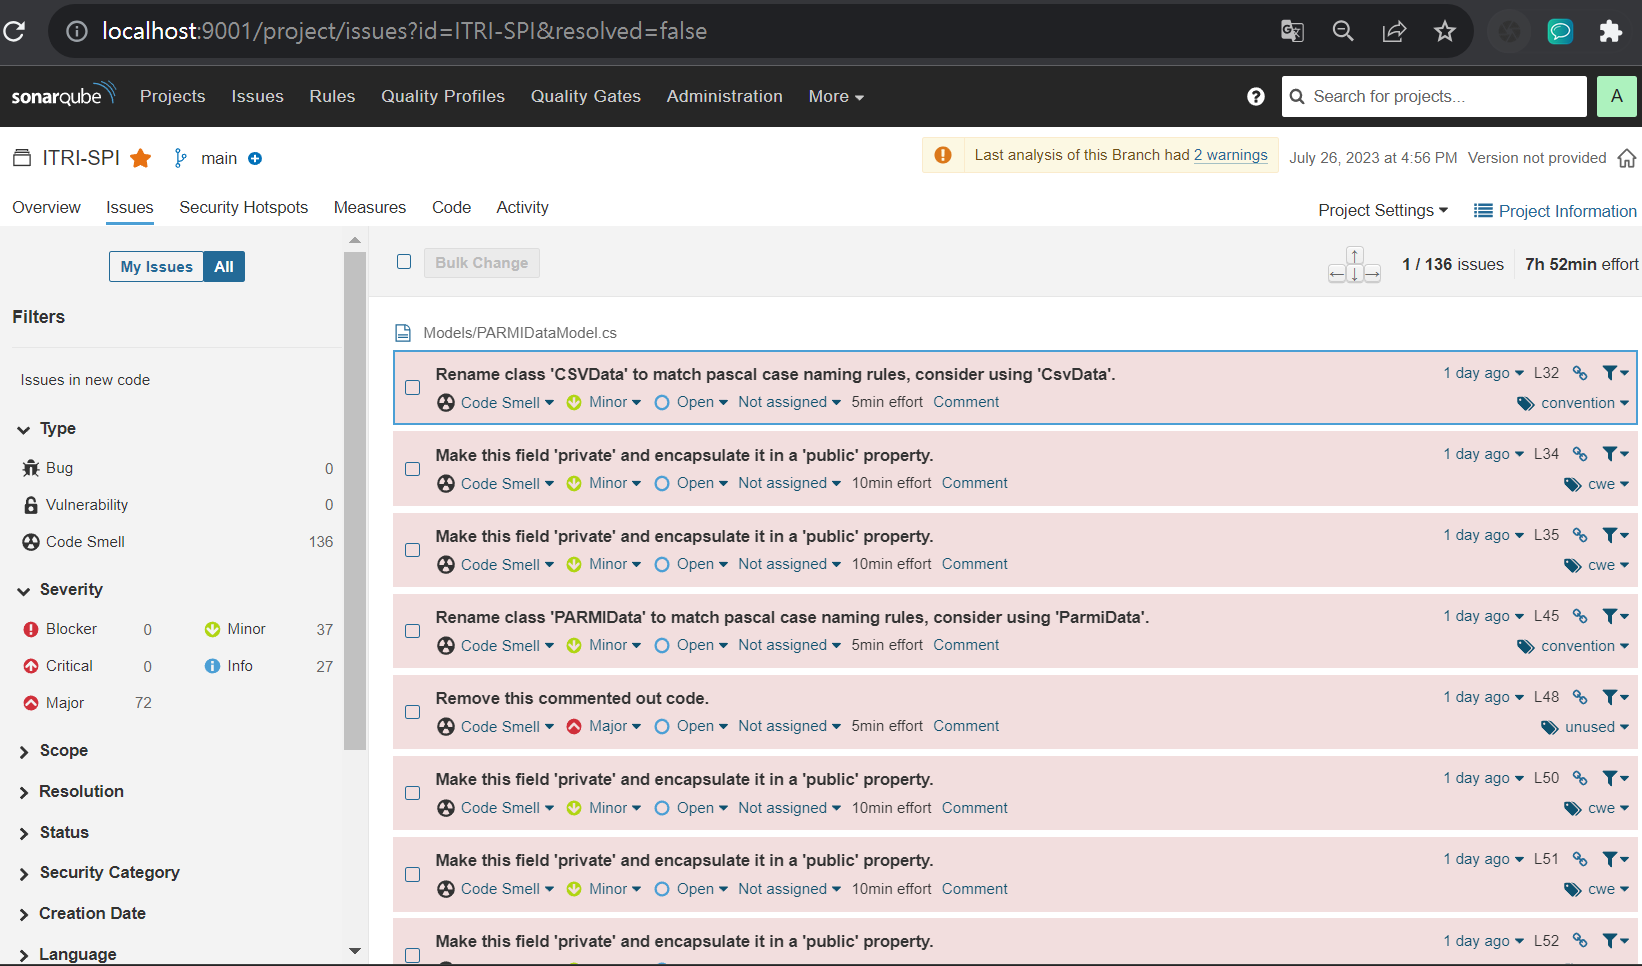 localhost:9001/project/issues?id=ITRI-SPI&resolved=false
sonarqube Projects Issues Rules Quality Profiles Quality Gates Administration More Search for projects... A
ITRI-SPI main Last analysis of this Branch had 2 warnings July 26, 2023 at 4:56 PM Version not provided
Overview Issues Security Hotspots Measures Code Activity Project Settings Project Information
My Issues All
Bulk Change 1 / 136 issues 7h 52min effort
Filters
Issues in new code
Type
Bug 0
Vulnerability 0
Code Smell 136
Severity
Blocker 0 Minor 37
Critical 0 Info 27
Major 72
Scope
Resolution
Status
Security Category
Creation Date
Language
Models/PARMIDataModel.cs
Rename class 'CSVData' to match pascal case naming rules, consider using 'CsvData'. 1 day ago L32
Code Smell Minor Open Not assigned 5min effort Comment convention
Make this field 'private' and encapsulate it in a 'public' property. 1 day ago L34
Code Smell Minor Open Not assigned 10min effort Comment cwe
Make this field 'private' and encapsulate it in a 'public' property. 1 day ago L35
Code Smell Minor Open Not assigned 10min effort Comment cwe
Rename class 'PARMIData' to match pascal case naming rules, consider using 'ParmiData'. 1 day ago L45
Code Smell Minor Open Not assigned 5min effort Comment convention
Remove this commented out code. 1 day ago L48
Code Smell Major Open Not assigned 5min effort Comment unused
Make this field 'private' and encapsulate it in a 'public' property. 1 day ago L50
Code Smell Minor Open Not assigned 10min effort Comment cwe
Make this field 'private' and encapsulate it in a 'public' property. 1 day ago L51
Code Smell Minor Open Not assigned 10min effort Comment cwe
Make this field 'private' and encapsulate it in a 'public' property. 1 day ago L52